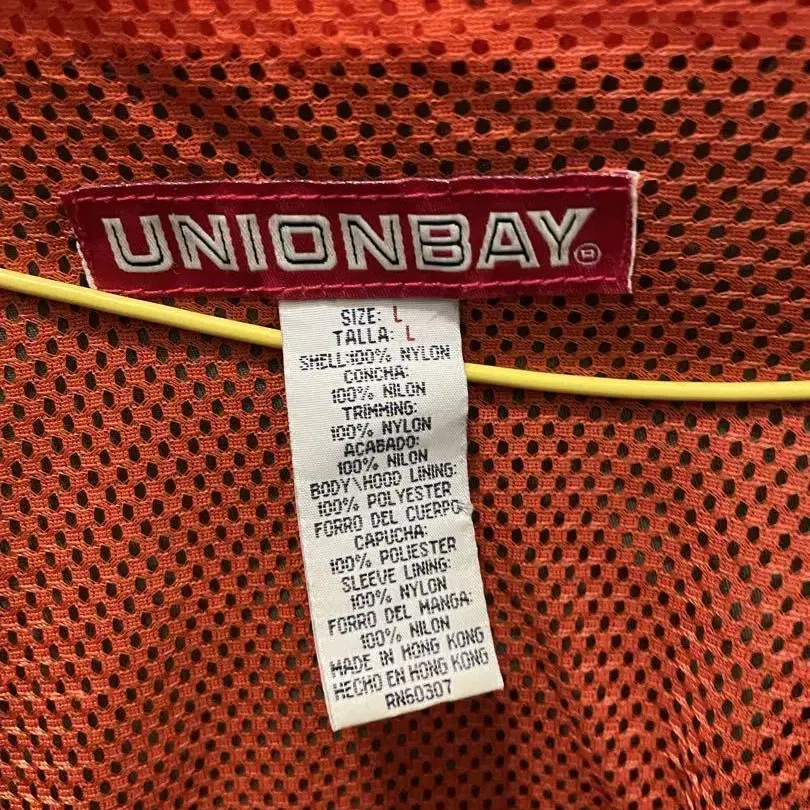 UNIONBAY®
SIZE: L
TALLA: L
SHELL:100% NYLON
CONCHA:
100% NILON
TRIMMING:
100% NYLON
ACABADO:
100% NILON
BODY\HOOD LINING:
100% POLYESTER
FORRO DEL CUERPO
CAPUCHA:
100% POLIESTER
SLEEVE LINING:
100% NYLON
FORRO DEL MANGA:
100% NILON
MADE IN HONG KONG
HECHO EN HONG KONG
RN60307